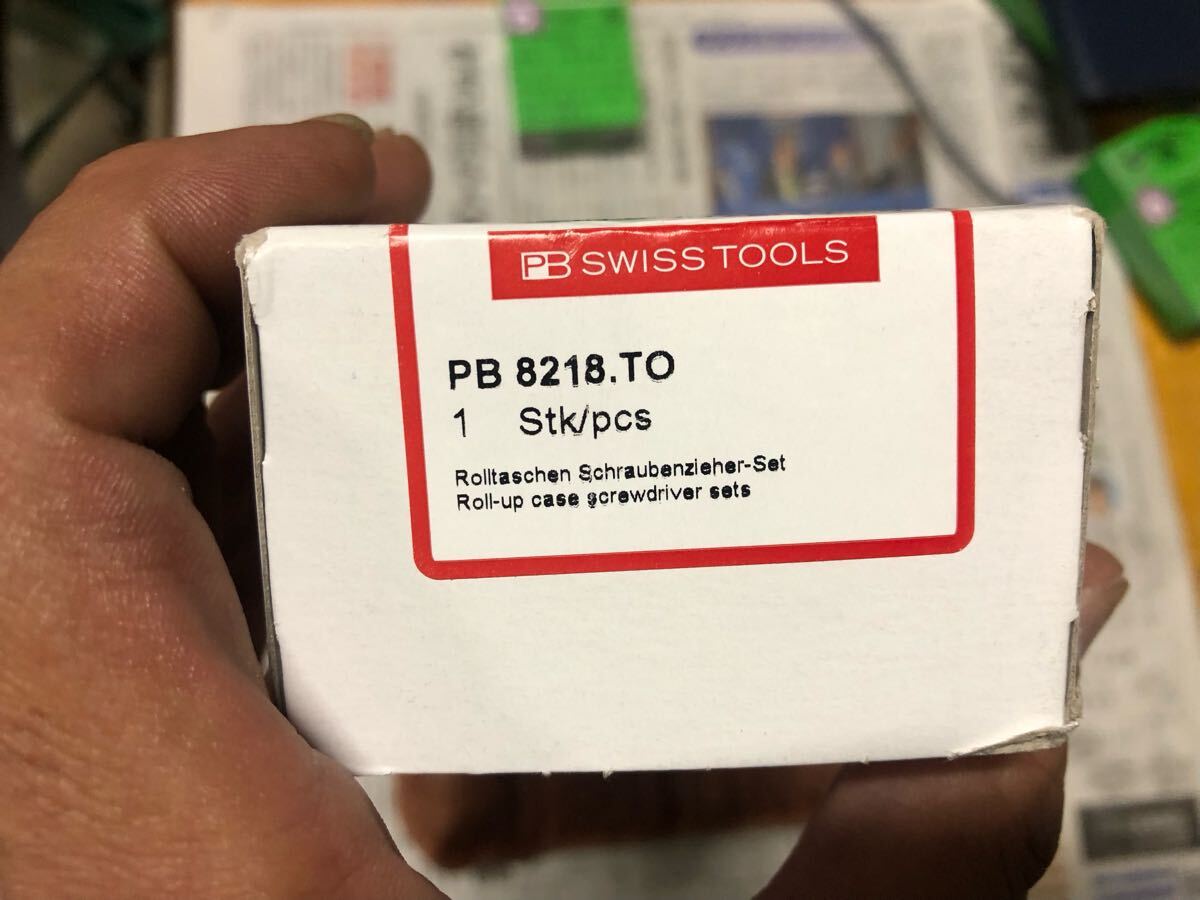 PB SWISS TOOLS
PB 8218.TO
1 Stk/pcs
Rolltaschen Schraubenzieher-Set
Roll-up case screwdriver sets